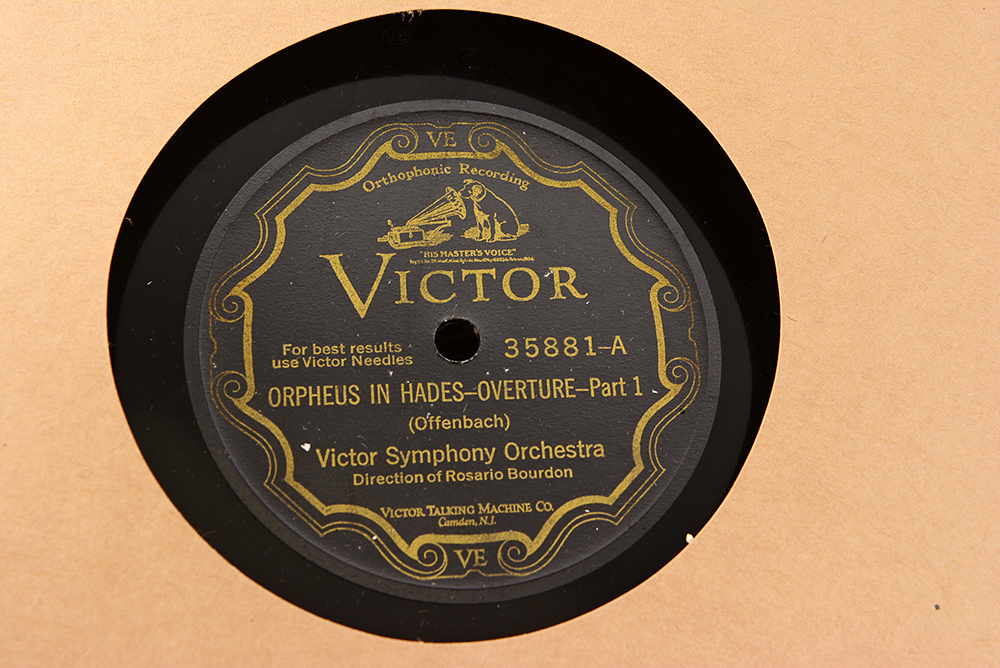 VE
Orthophonic Recording
"HIS MASTER'S VOICE"
VICTOR
For best results
use Victor Needles
35881-A
ORPHEUS IN HADES—OVERTURE—Part 1
(Offenbach)
Victor Symphony Orchestra
Direction of Rosario Bourdon
VICTOR TALKING MACHINE CO.
Camden, N.J.
VE